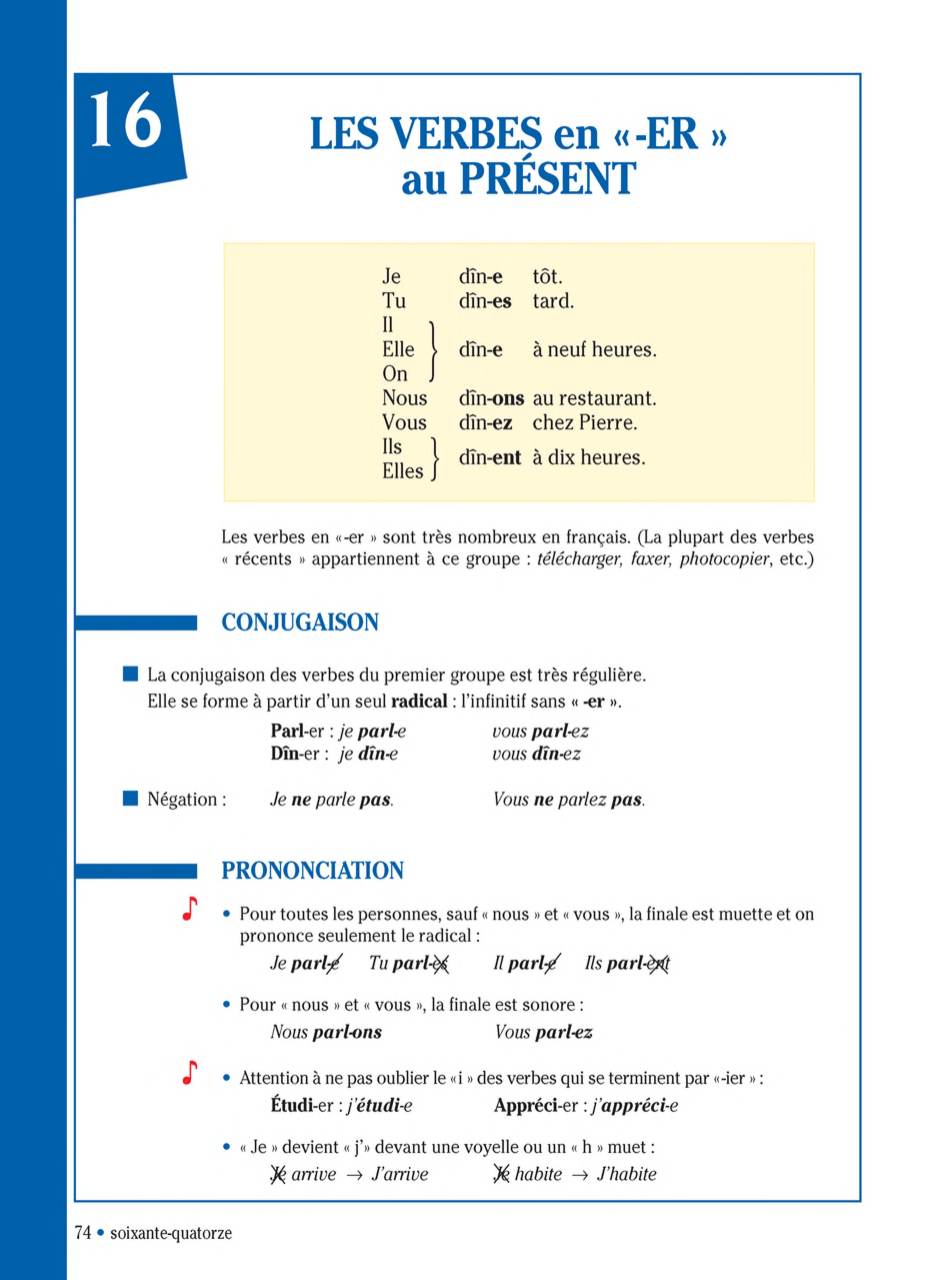 16
LES VERBES en « -ER »
au PRÉSENT
Je dîn-e tôt.
Tu dîn-es tard.
Il
Elle dîn-e à neuf heures.
On
Nous dîn-ons au restaurant.
Vous dîn-ez chez Pierre.
Ils
Elles dîn-ent à dix heures.
Les verbes en «-er » sont très nombreux en français. (La plupart des verbes
« récents » appartiennent à ce groupe : télécharger, faxer, photocopier, etc.)
CONJUGAISON
La conjugaison des verbes du premier groupe est très régulière.
Elle se forme à partir d'un seul radical : l'infinitif sans « -er ».
Parl-er : je parl-e vous parl-ez
Dîn-er : je dîn-e vous dîn-ez
Négation : Je ne parle pas. Vous ne parlez pas.
PRONONCIATION
• Pour toutes les personnes, sauf « nous » et « vous », la finale est muette et on
prononce seulement le radical :
Je parl-e Tu parl-es Il parl-e Ils parl-ent
• Pour « nous » et « vous », la finale est sonore :
Nous parl-ons Vous parl-ez
• Attention à ne pas oublier le «i » des verbes qui se terminent par «-ier » :
Étudi-er : j'étudi-e Appréci-er : j'appréci-e
• « Je » devient « j'» devant une voyelle ou un « h » muet :
Je arrive → J'arrive Je habite → J'habite
74 • soixante-quatorze